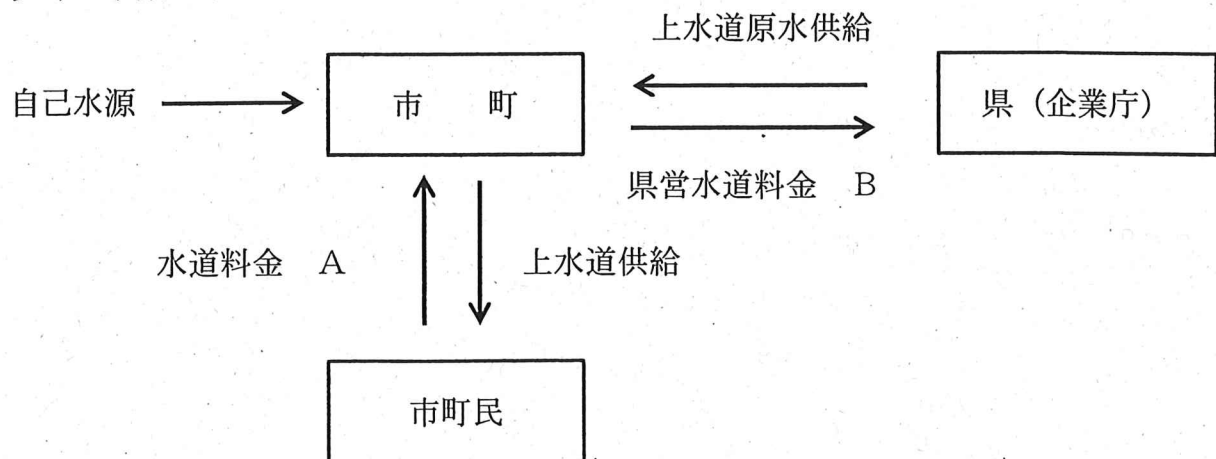 上水道原水供給
自己水源
市　町
県（企業庁）
県営水道料金　B
水道料金　A
上水道供給
市町民